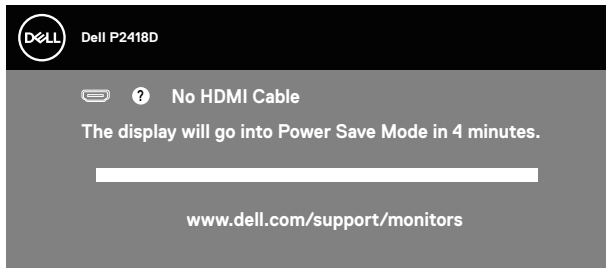 DELL
Dell P2418D
? No HDMI Cable
The display will go into Power Save Mode in 4 minutes.
www.dell.com/support/monitors